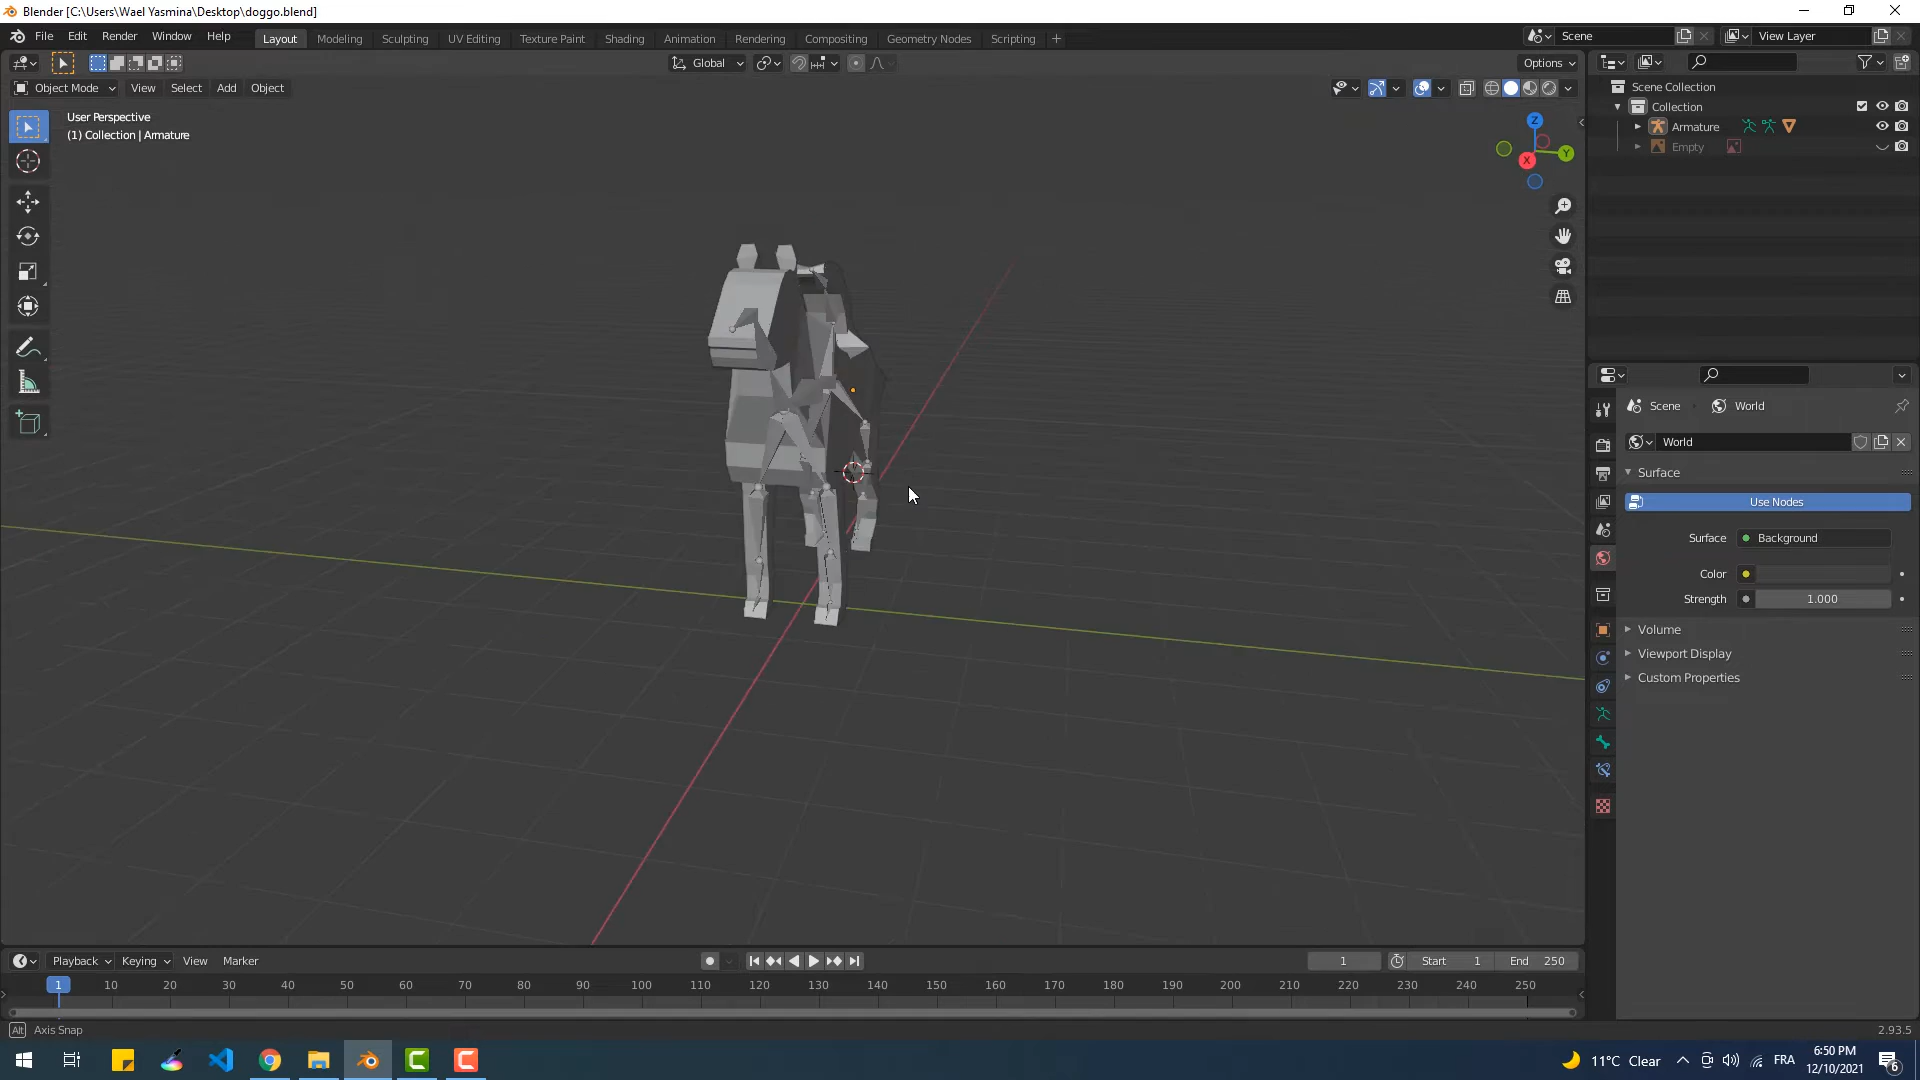 Blender [C:\Users\Wael Yasmina\Desktop\doggo.blend]
File Edit Render Window Help Layout Modeling Sculpting UV Editing Texture Paint Shading Animation Rendering Compositing Geometry Nodes Scripting + Scene View Layer
Global Options
Object Mode View Select Add Object
User Perspective
(1) Collection | Armature
Z
Y
X
Scene Collection
Collection
Armature
Empty
Scene World
World
Surface
Use Nodes
Surface Background
Color
Strength 1.000
Volume
Viewport Display
Custom Properties
Playback Keying View Marker 1 Start 1 End 250
1 10 20 30 40 50 60 70 80 90 100 110 120 130 140 150 160 170 180 190 200 210 220 230 240 250
Alt Axis Snap 2.93.5
11°C Clear FRA 6:50 PM
12/10/2021
6